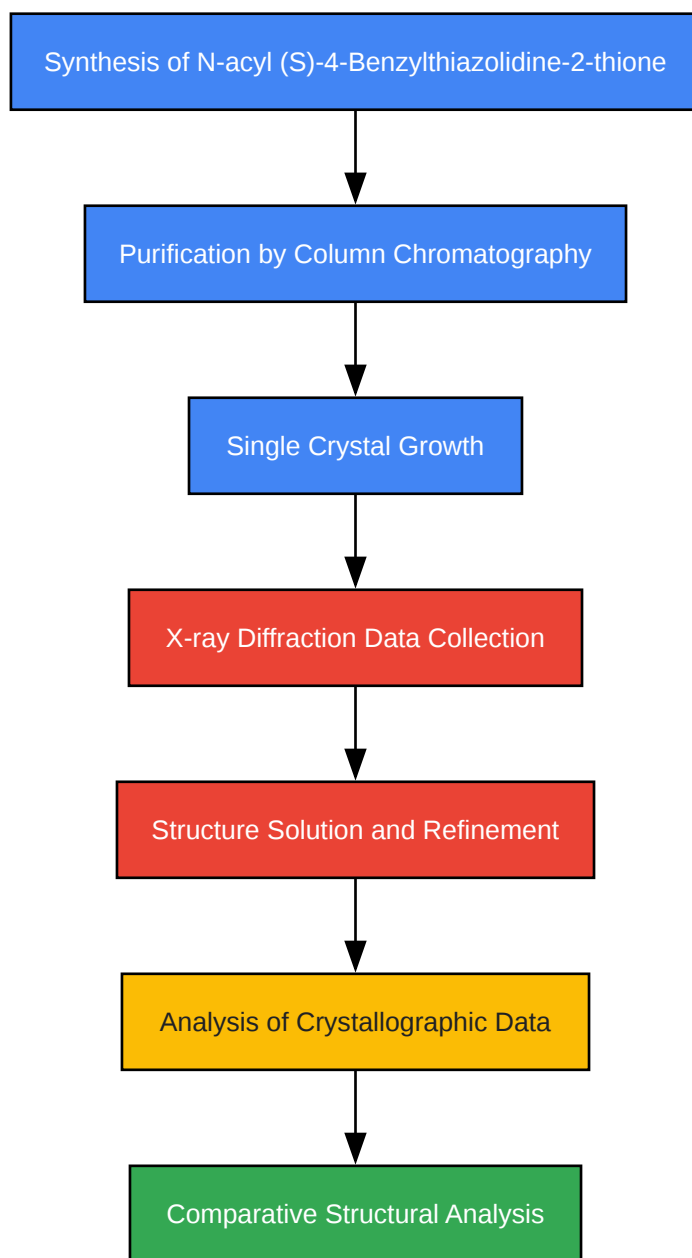 Synthesis of N-acyl (S)-4-Benzylthiazolidine-2-thione
Purification by Column Chromatography
Single Crystal Growth
X-ray Diffraction Data Collection
Structure Solution and Refinement
Analysis of Crystallographic Data
Comparative Structural Analysis